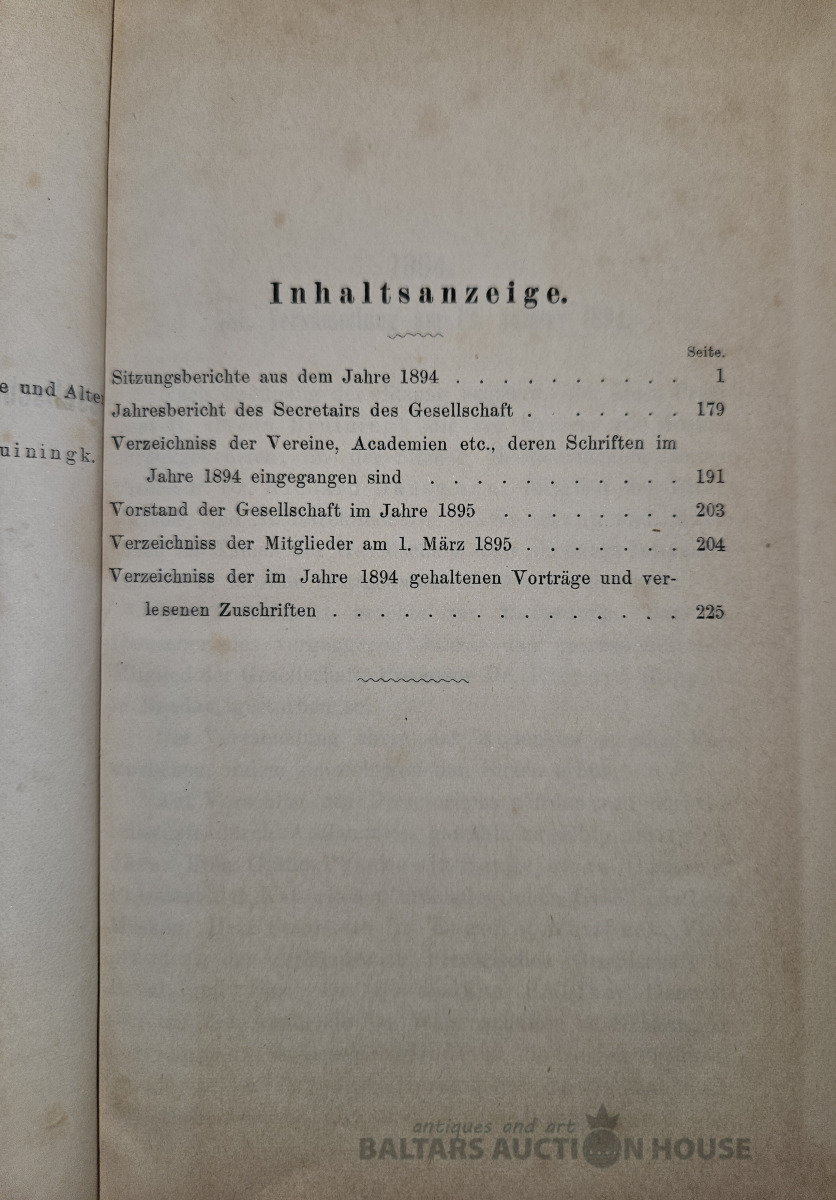 e und Alte
uiningk.
Inhaltsanzeige.
Seite.
Sitzungsberichte aus dem Jahre 1894 . . . . . . . . . . 1
Jahresbericht des Secretairs des Gesellschaft . . . . . . 179
Verzeichniss der Vereine, Academien etc., deren Schriften im
Jahre 1894 eingegangen sind . . . . . . . . . . . 191
Vorstand der Gesellschaft im Jahre 1895 . . . . . . . . 203
Verzeichniss der Mitglieder am 1. März 1895 . . . . . . . 204
Verzeichniss der im Jahre 1894 gehaltenen Vorträge und ver-
lesenen Zuschriften . . . . . . . . . . . . . . . 225
antiques and art
BALTARS AUCTION HOUSE